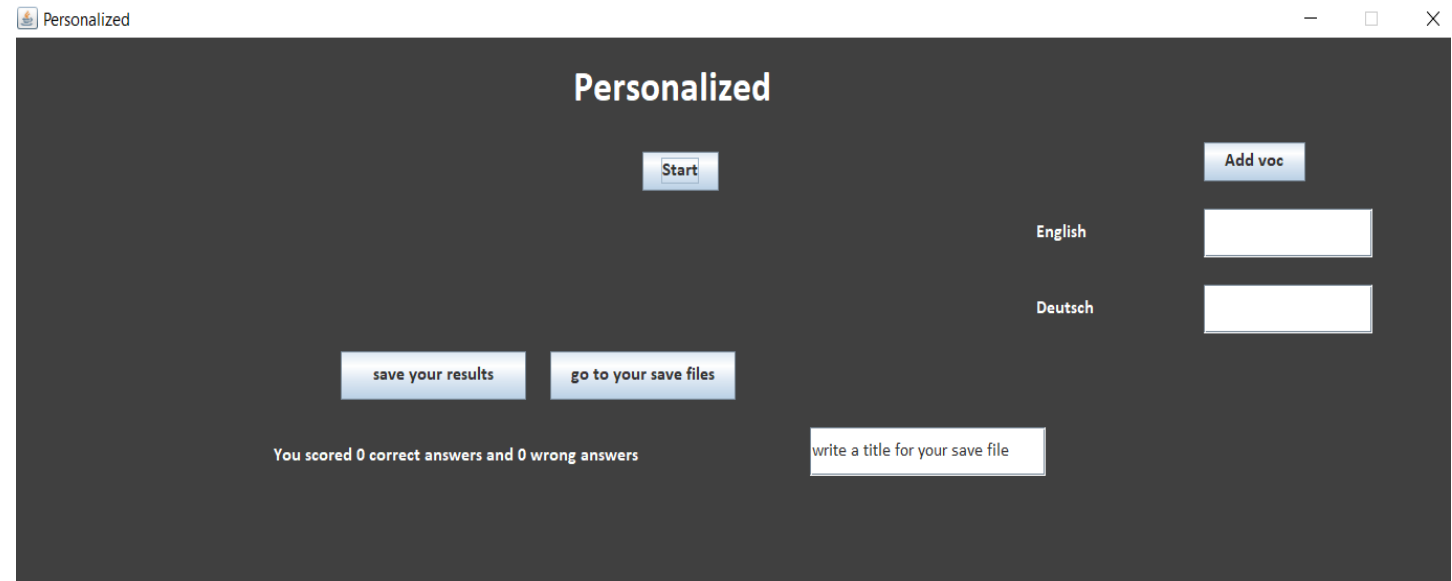 Personalized
Personalized
Start
Add voc
English
Deutsch
save your results
go to your save files
You scored 0 correct answers and 0 wrong answers
write a title for your save file